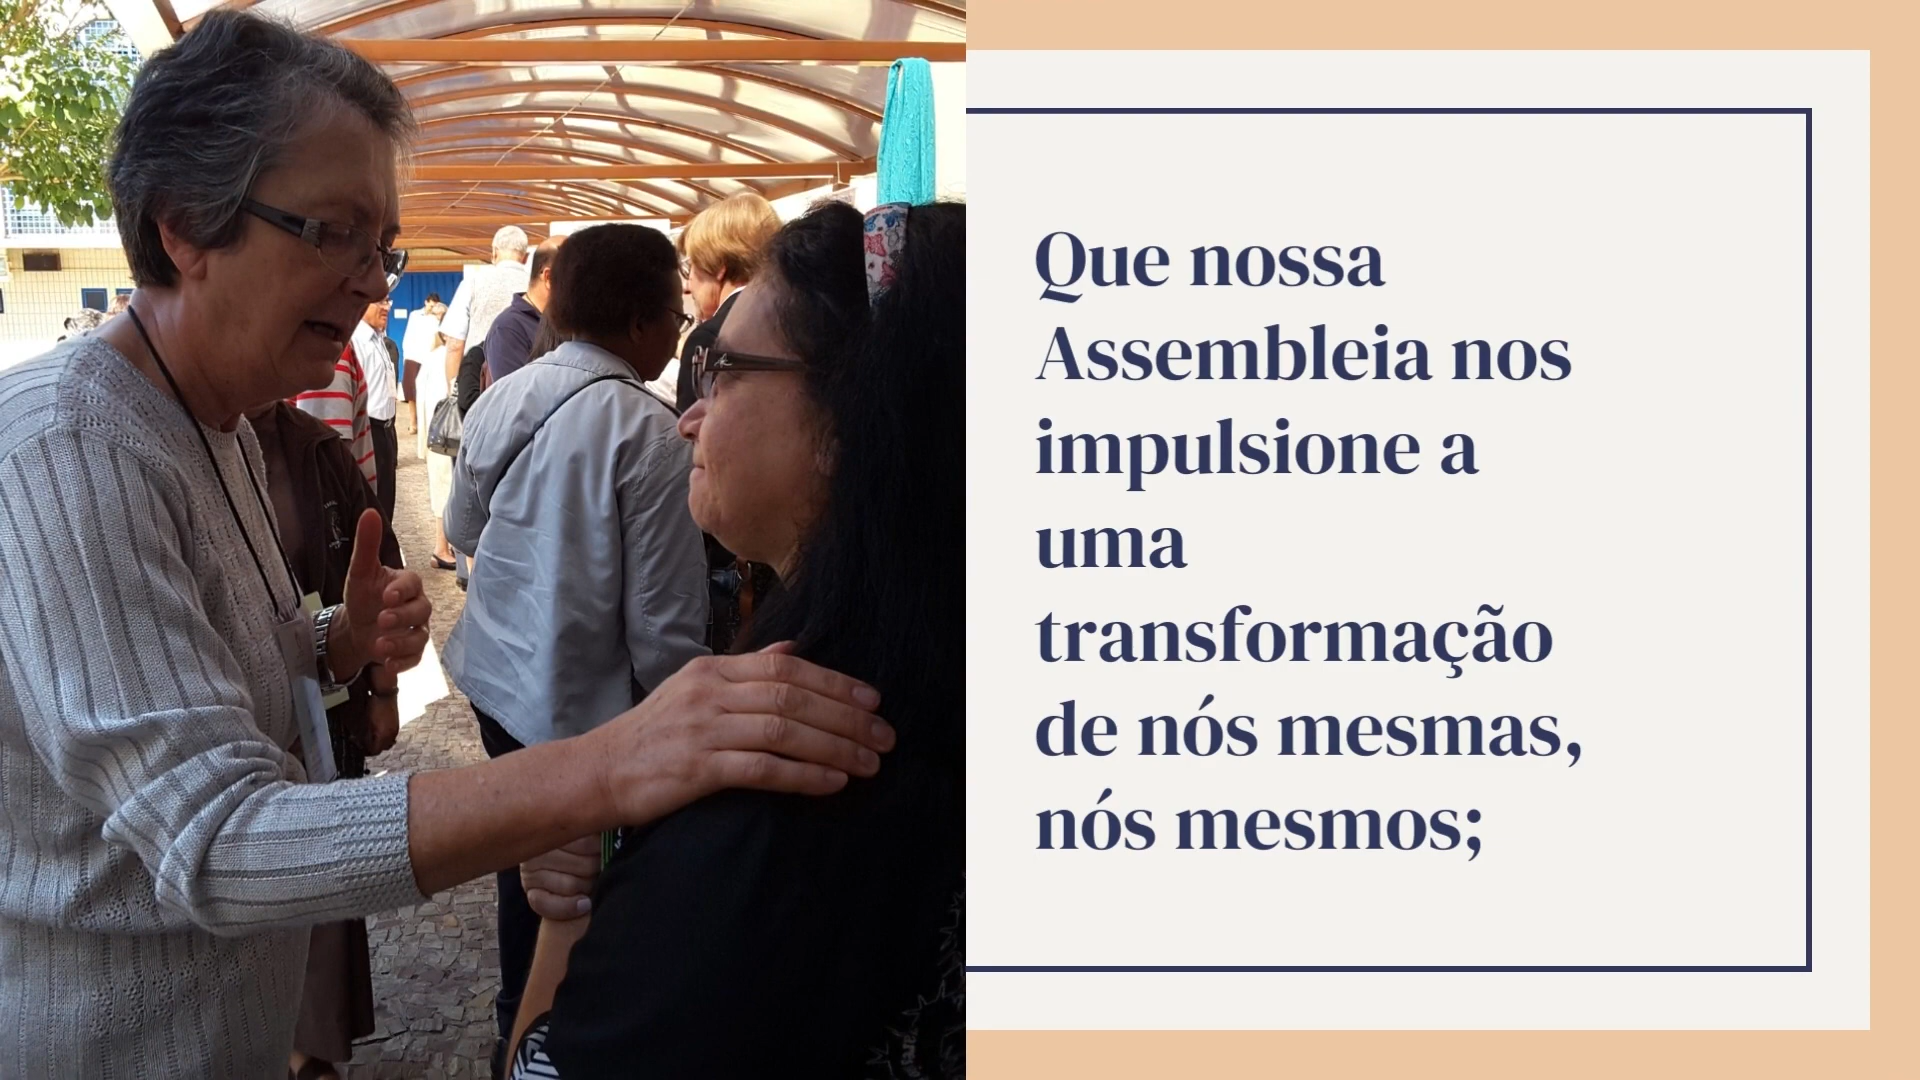 Que nossa
Assembleia nos
impulsione a
uma
transformação
de nós mesmas,
nós mesmos;